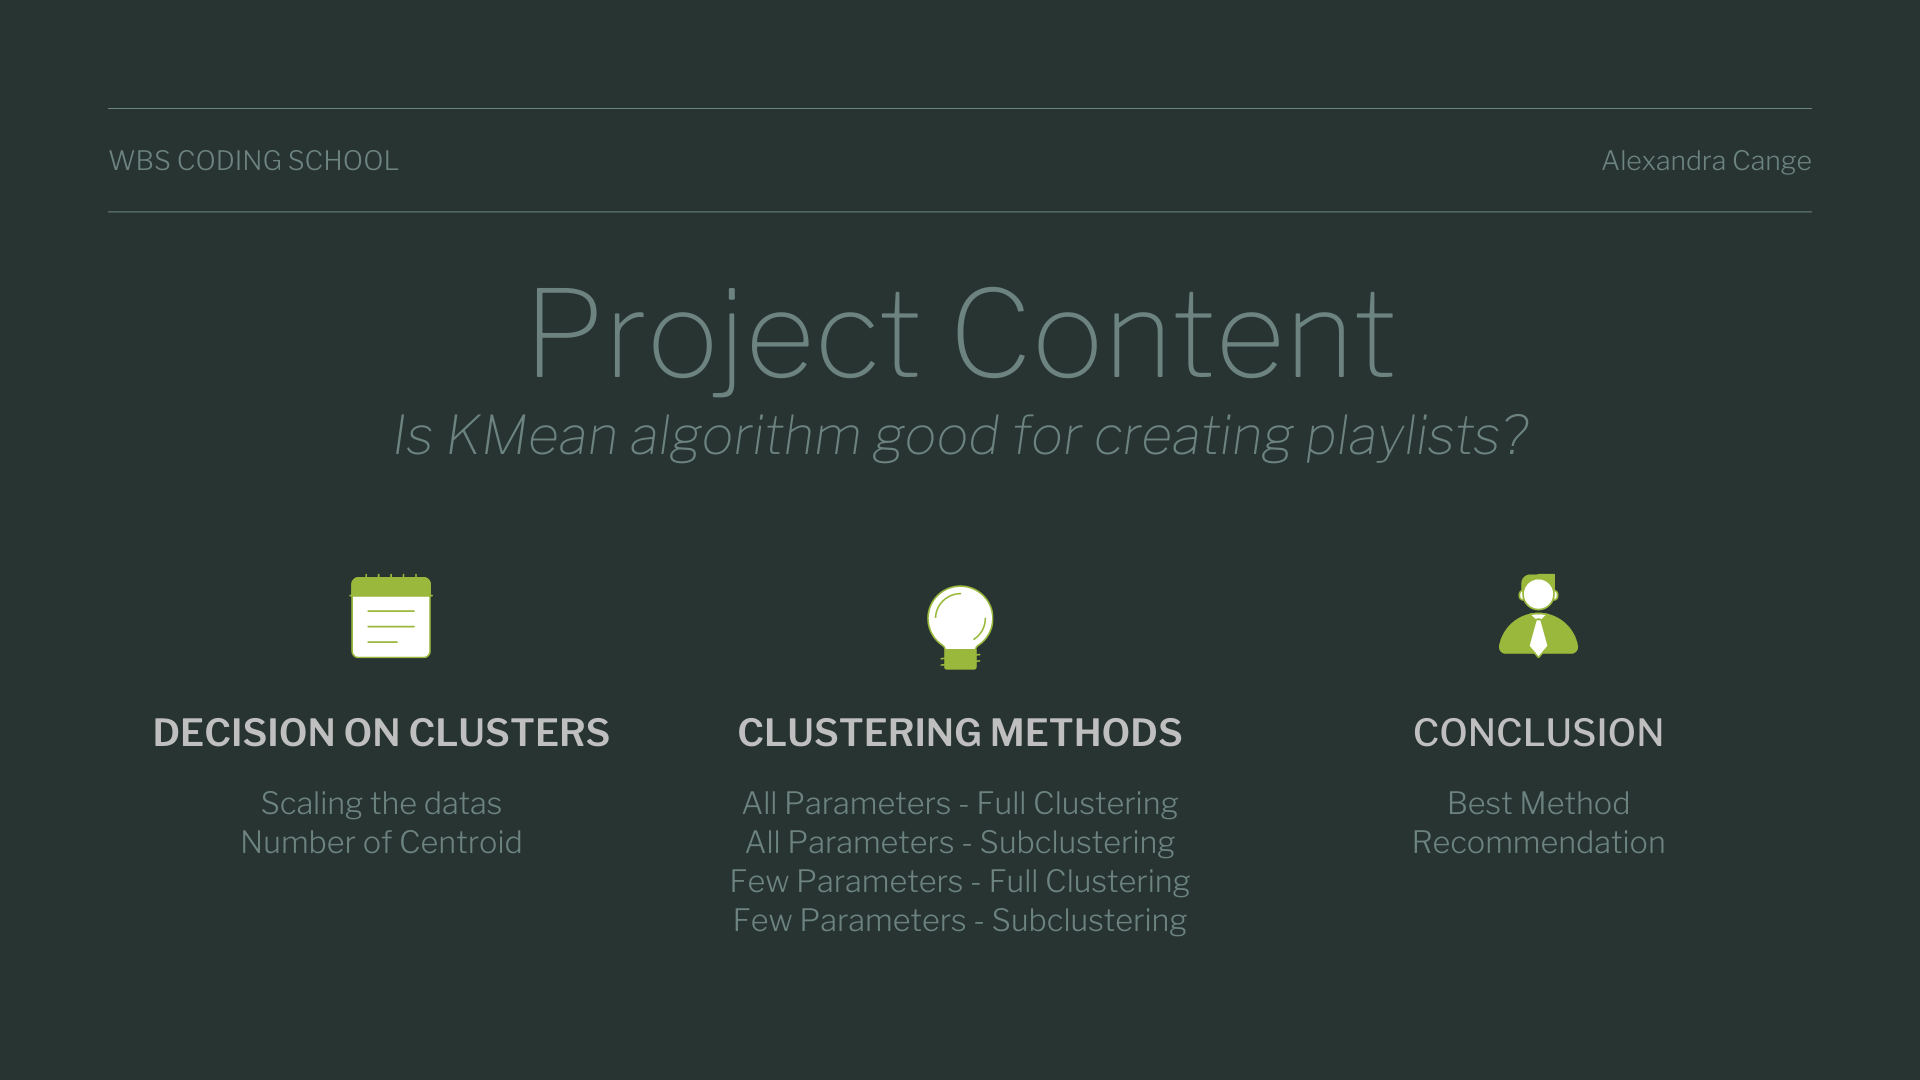 WBS CODING SCHOOL
Alexandra Cange
Project Content
Is KMean algorithm good for creating playlists?
DECISION ON CLUSTERS
Scaling the datas
Number of Centroid
CLUSTERING METHODS
All Parameters - Full Clustering
All Parameters - Subclustering
Few Parameters - Full Clustering
Few Parameters - Subclustering
CONCLUSION
Best Method
Recommendation